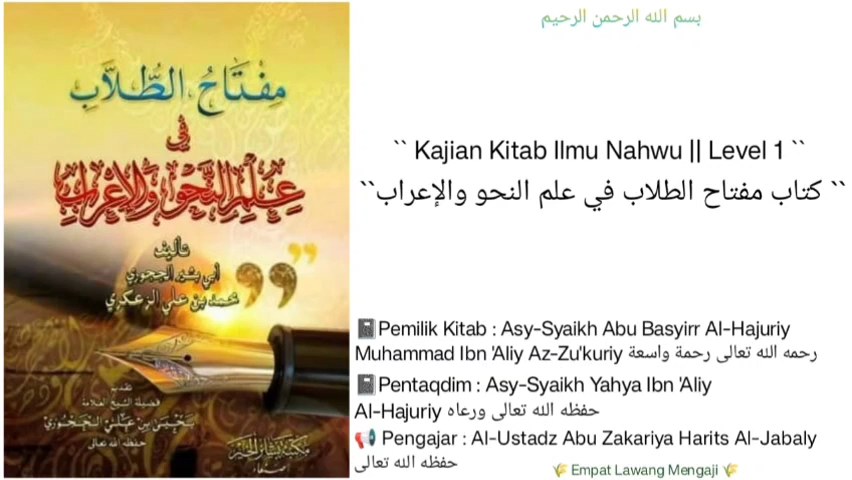 بسم الله الرحمن الرحيم
مِفْتَاحُ الطُّلَّابِ
فِي
عِلْمِ النَّحْوِ وَالْإِعْرَابِ
تأليف
أبي بشير الحجوري
محمد بن علي الزعكري
تقديم
فضيلة الشيخ العلامة
يحيى بن علي الحجوري
حفظه الله تعالى
صنعاء
`` Kajian Kitab Ilmu Nahwu || Level 1 ``
`` كتاب مفتاح الطلاب في علم النحو والإعراب``
📓Pemilik Kitab : Asy-Syaikh Abu Basyirr Al-Hajuriy
Muhammad Ibn 'Aliy Az-Zu'kuriy رحمه الله تعالى رحمة واسعة
📓Pentaqdim : Asy-Syaikh Yahya Ibn 'Aliy
Al-Hajuriy حفظه الله تعالى ورعاه
📢 Pengajar : Al-Ustadz Abu Zakariya Harits Al-Jabaly
حفظه الله تعالى
🌾 Empat Lawang Mengaji 🌾